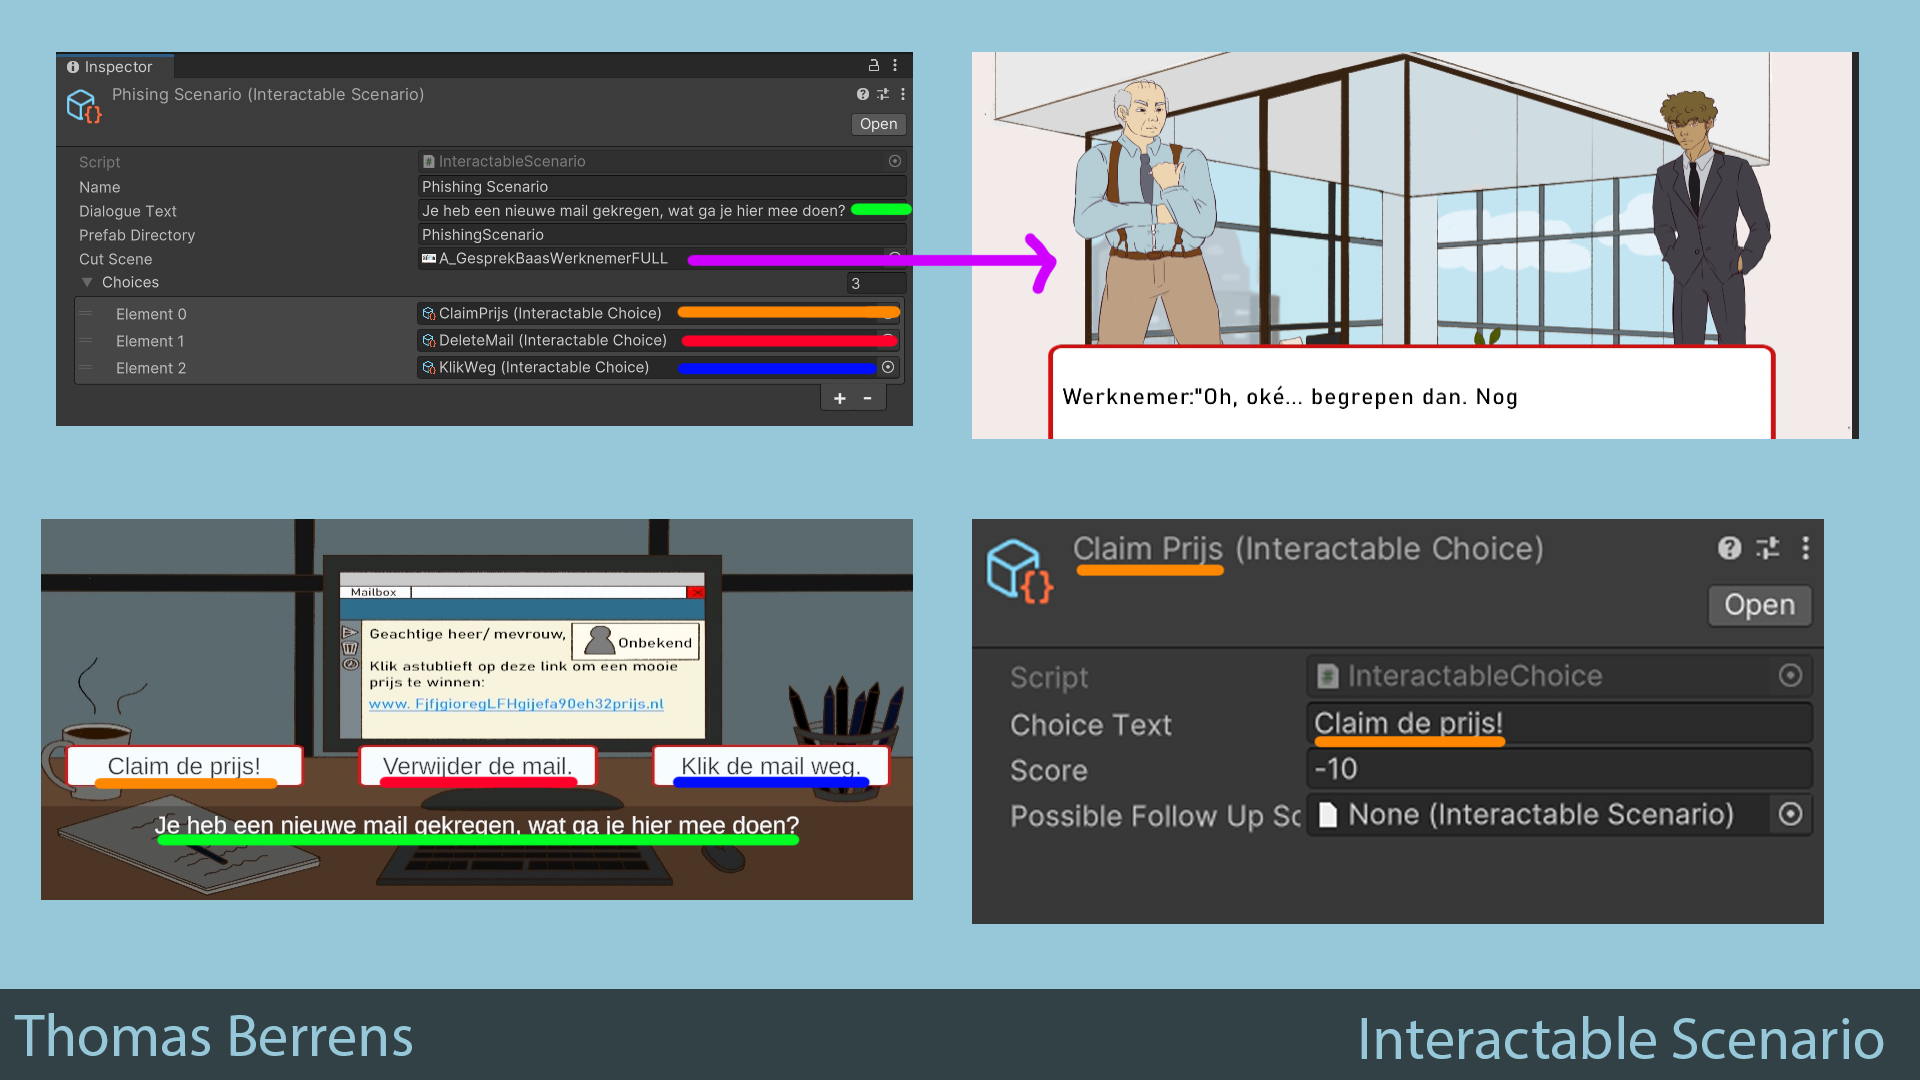 Inspector
Phising Scenario (Interactable Scenario)
Open
Script InteractableScenario
Name Phishing Scenario
Dialogue Text Je heb een nieuwe mail gekregen, wat ga je hier mee doen?
Prefab Directory PhishingScenario
Cut Scene A_GesprekBaasWerknemerFULL
Choices 3
Element 0 ClaimPrijs (Interactable Choice)
Element 1 DeleteMail (Interactable Choice)
Element 2 KlikWeg (Interactable Choice)
+ -
Werknemer:"Oh, oké... begrepen dan. Nog
Mailbox
Geachtige heer/ mevrouw,
Onbekend
Klik astublieft op deze link om een mooie
prijs te winnen:
www. FjfjgioregLFHgijefa90eh32prijs.nl
Claim de prijs! Verwijder de mail. Klik de mail weg.
Je heb een nieuwe mail gekregen, wat ga je hier mee doen?
Claim Prijs (Interactable Choice)
Open
Script InteractableChoice
Choice Text Claim de prijs!
Score -10
Possible Follow Up Sc None (Interactable Scenario)
Thomas Berrens
Interactable Scenario